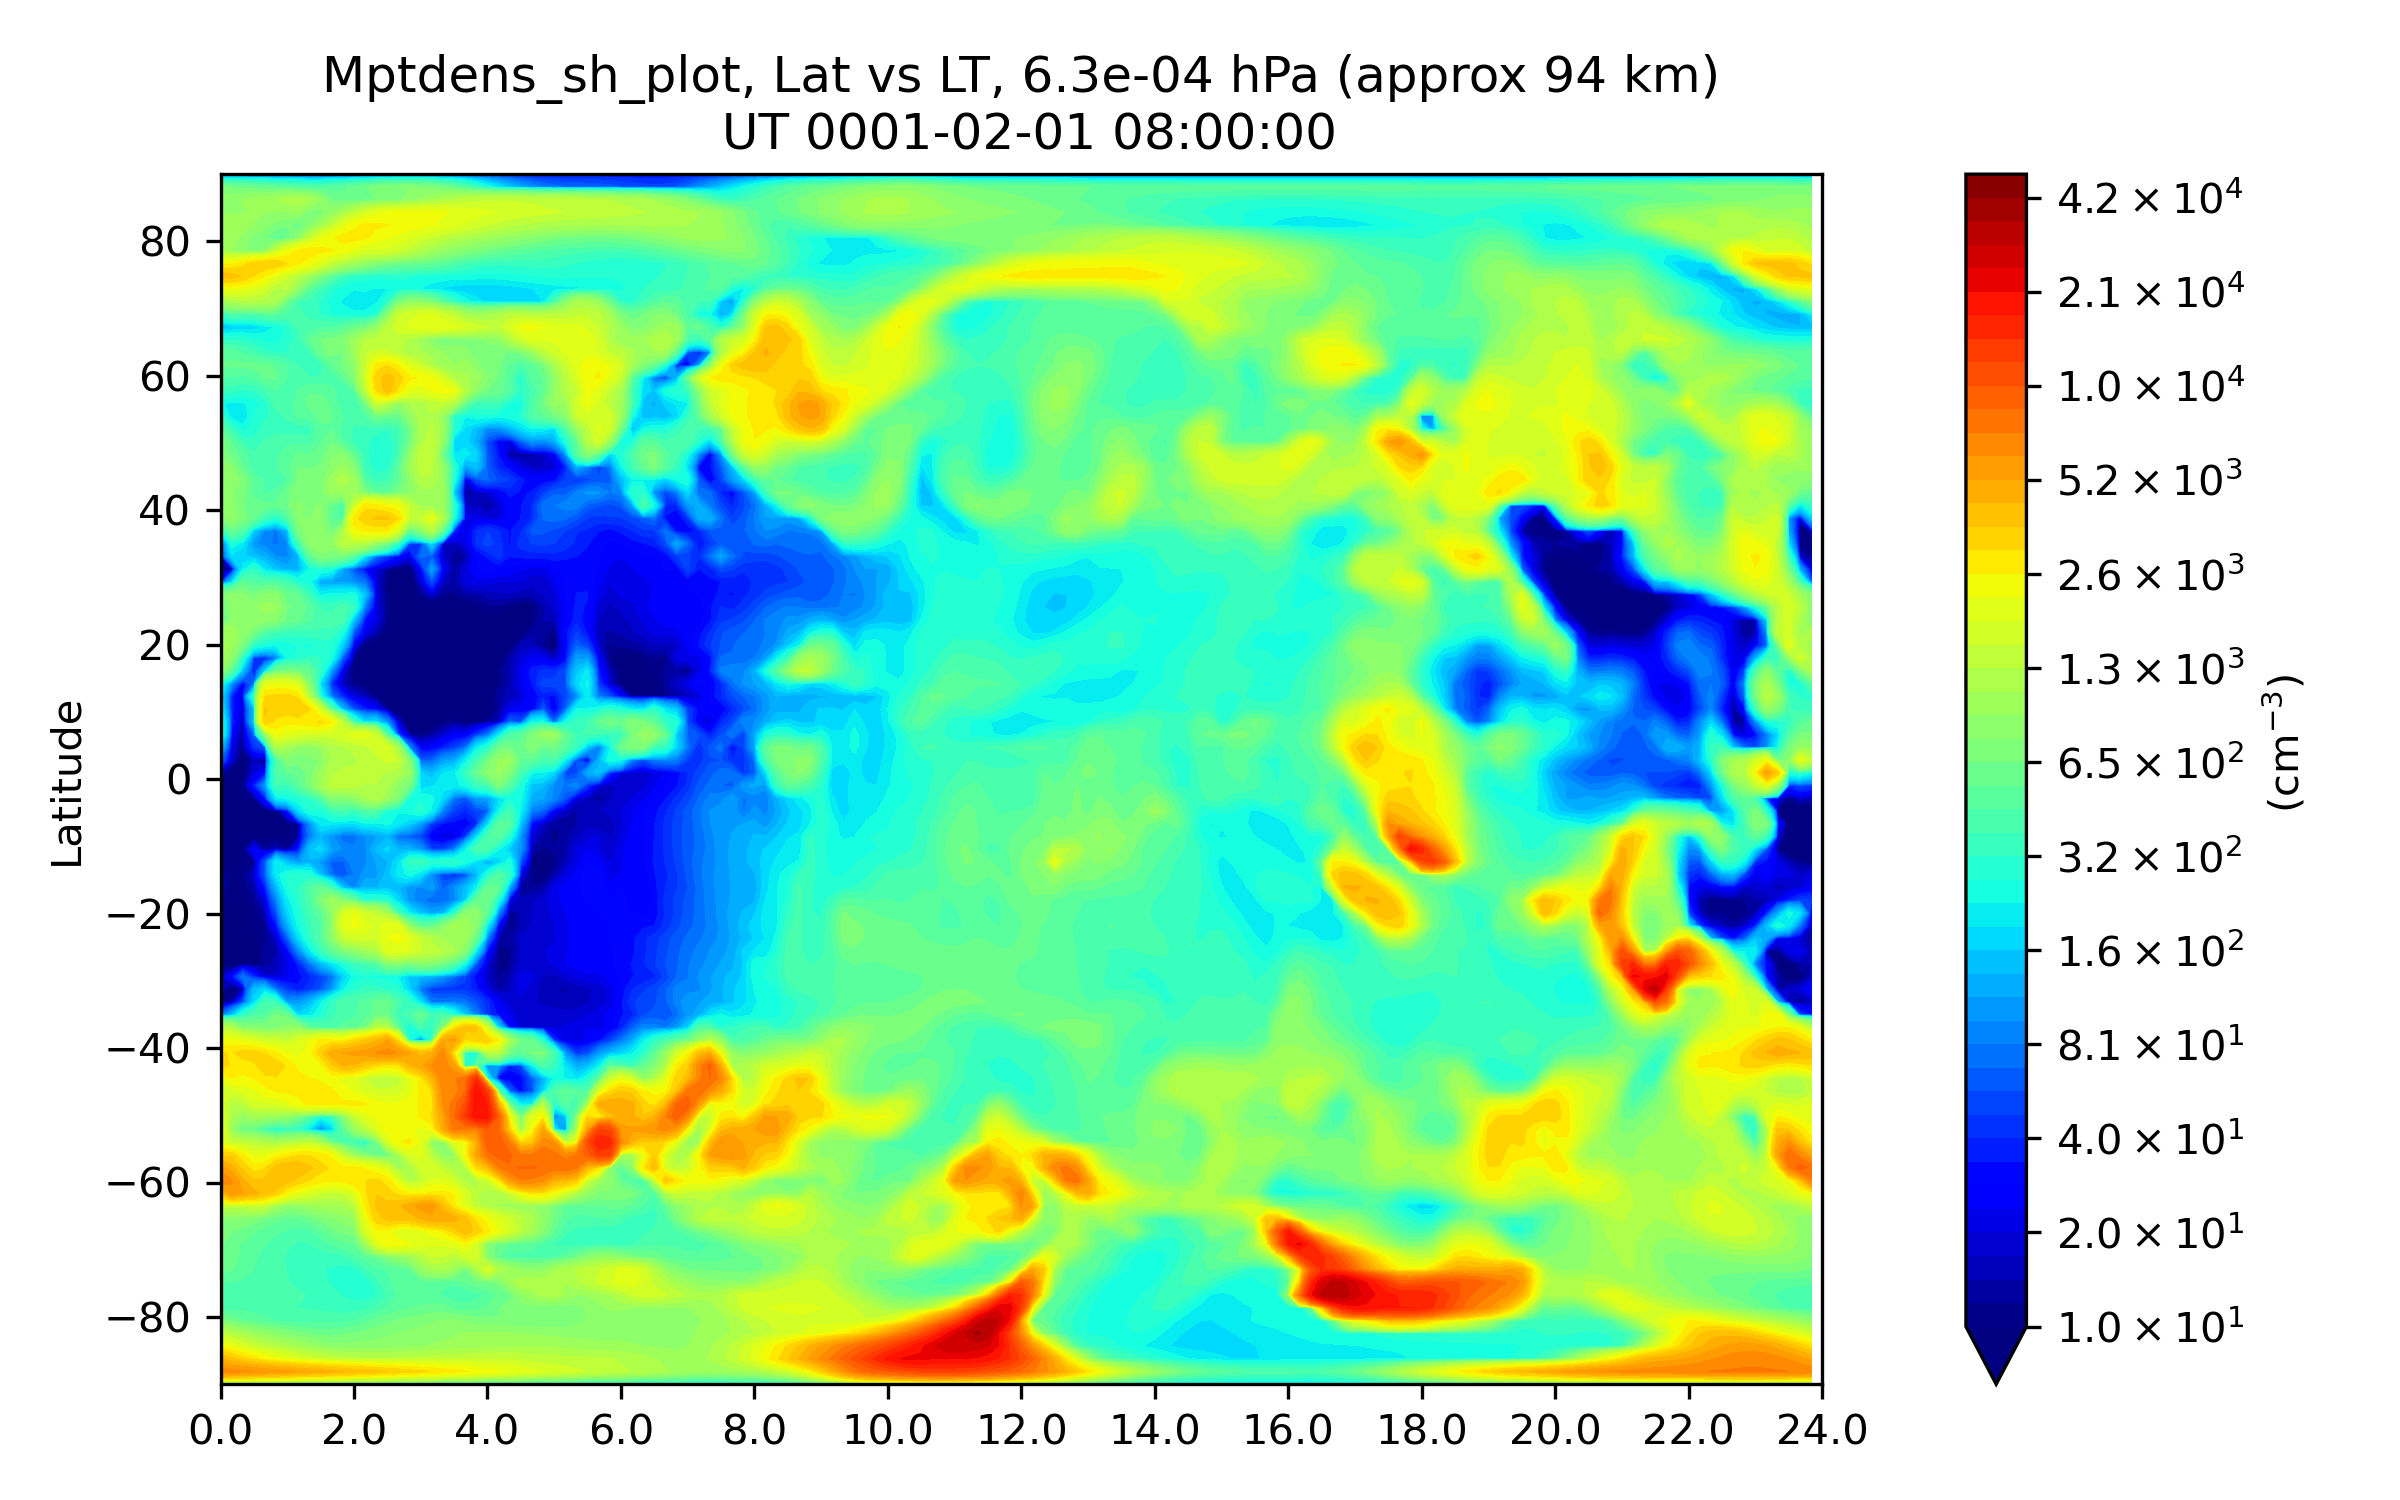 Mptdens_sh_plot, Lat vs LT, 6.3e-04 hPa (approx 94 km)
UT 0001-02-01 08:00:00
Latitude
80
60
40
20
0
−20
−40
−60
−80
0.0 2.0 4.0 6.0 8.0 10.0 12.0 14.0 16.0 18.0 20.0 22.0 24.0
4.2 × 10⁴
2.1 × 10⁴
1.0 × 10⁴
5.2 × 10³
2.6 × 10³
1.3 × 10³
6.5 × 10²
3.2 × 10²
1.6 × 10²
8.1 × 10¹
4.0 × 10¹
2.0 × 10¹
1.0 × 10¹
(cm⁻³)